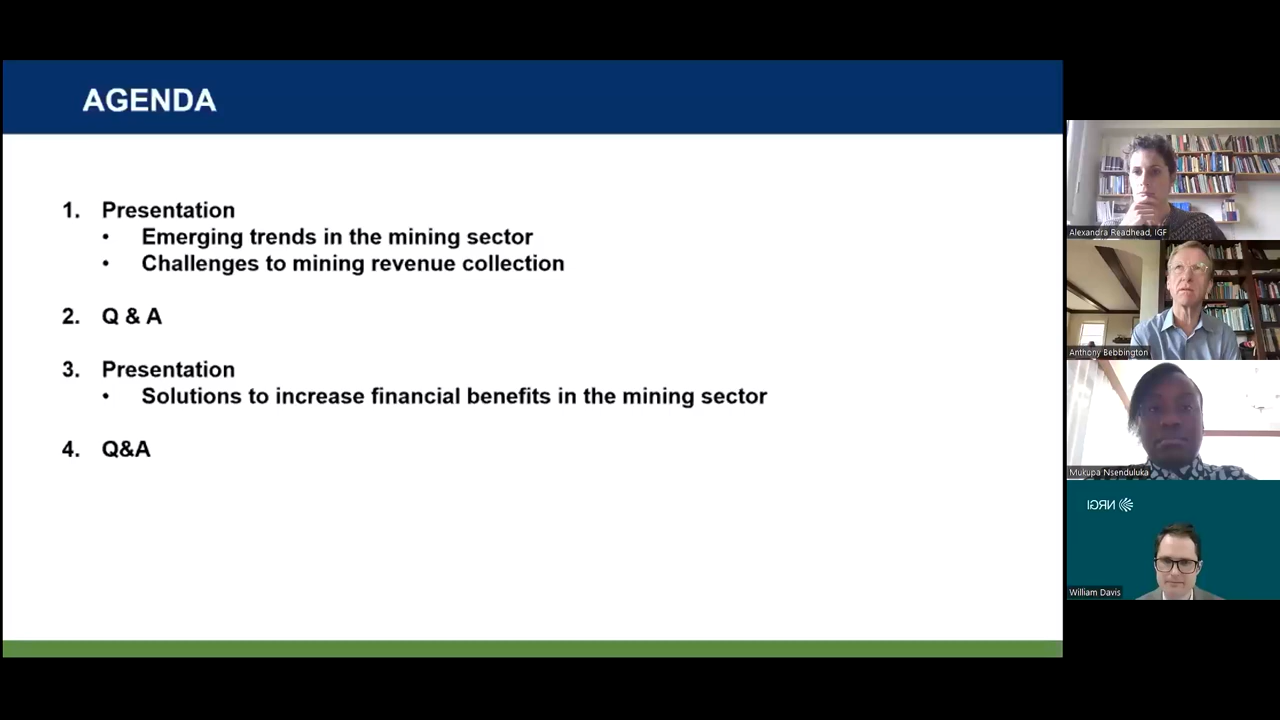 AGENDA
1. Presentation
• Emerging trends in the mining sector
• Challenges to mining revenue collection
2. Q & A
3. Presentation
• Solutions to increase financial benefits in the mining sector
4. Q&A
Alexandra Readhead, IGF
Anthony Bebbington
Mukupa Nsenduluka
NRGI
William Davis